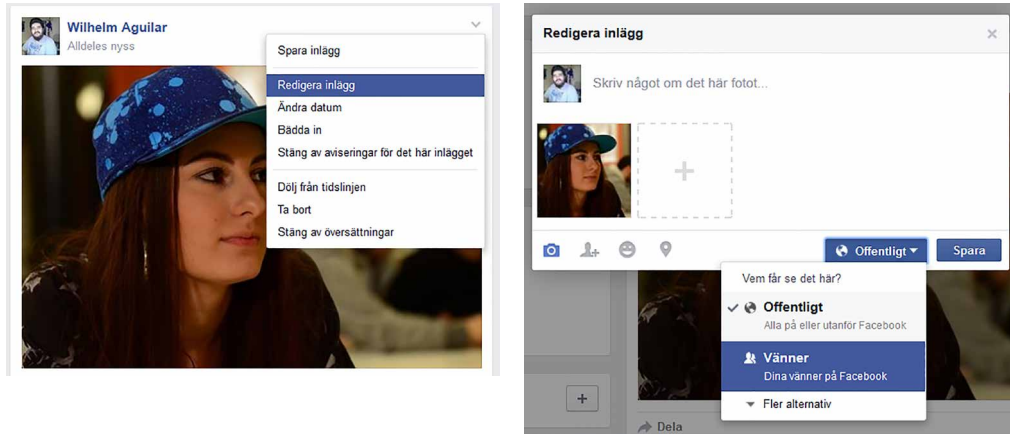 Wilhelm Aguilar
Alldeles nyss
Spara inlägg
Redigera inlägg
Ändra datum
Bädda in
Stäng av aviseringar för det här inlägget
Dölj från tidslinjen
Ta bort
Stäng av översättningar
Redigera inlägg
Skriv något om det här fotot...
Offentligt
Spara
Vem får se det här?
Offentligt
Alla på eller utanför Facebook
Vänner
Dina vänner på Facebook
Fler alternativ
Dela